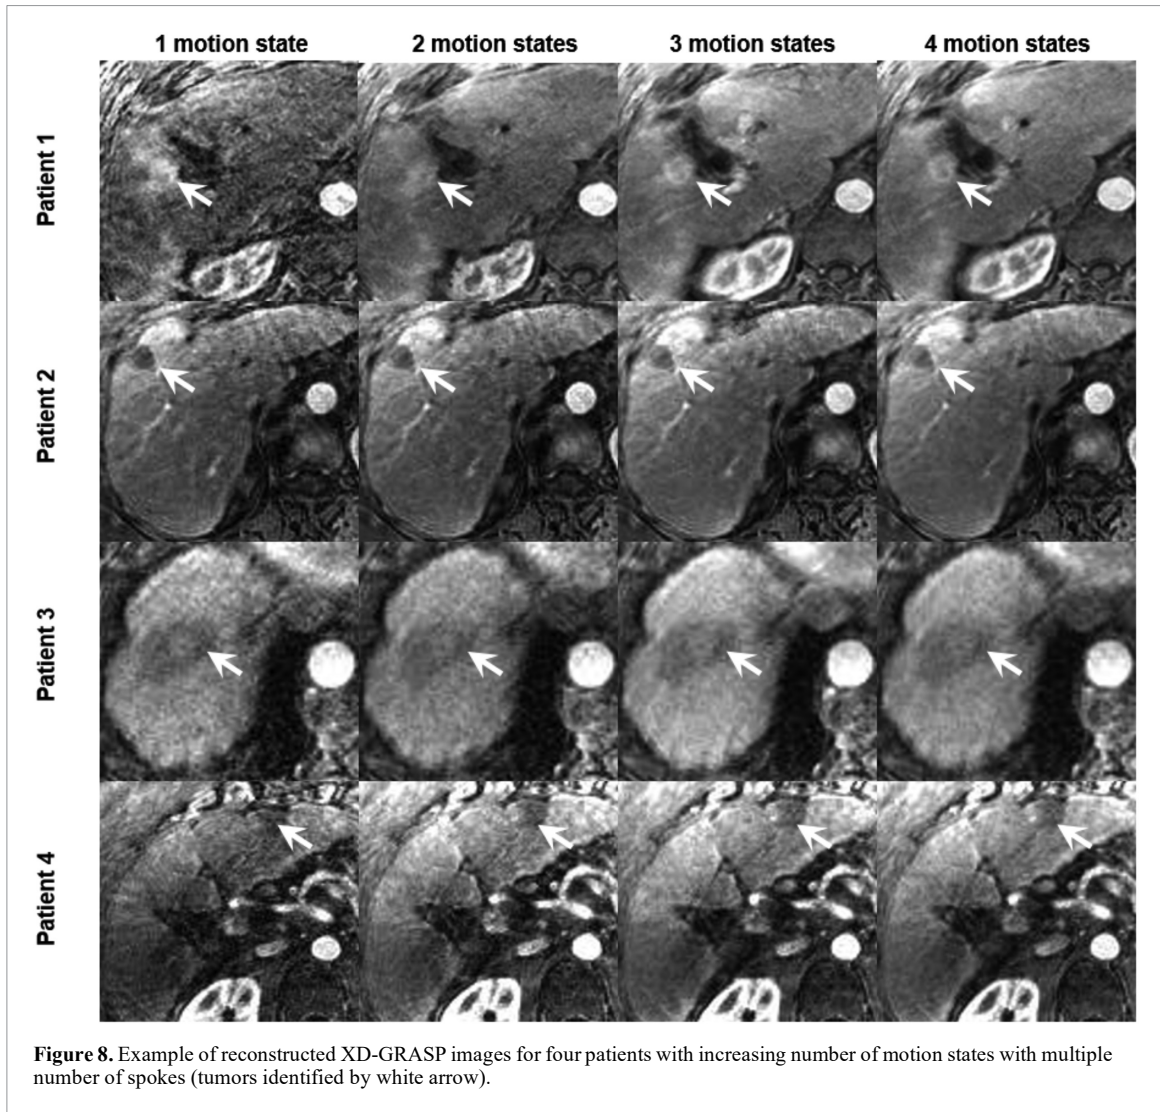 1 motion state 2 motion states 3 motion states 4 motion states
Patient 1
Patient 2
Patient 3
Patient 4
Figure 8. Example of reconstructed XD-GRASP images for four patients with increasing number of motion states with multiple
number of spokes (tumors identified by white arrow).